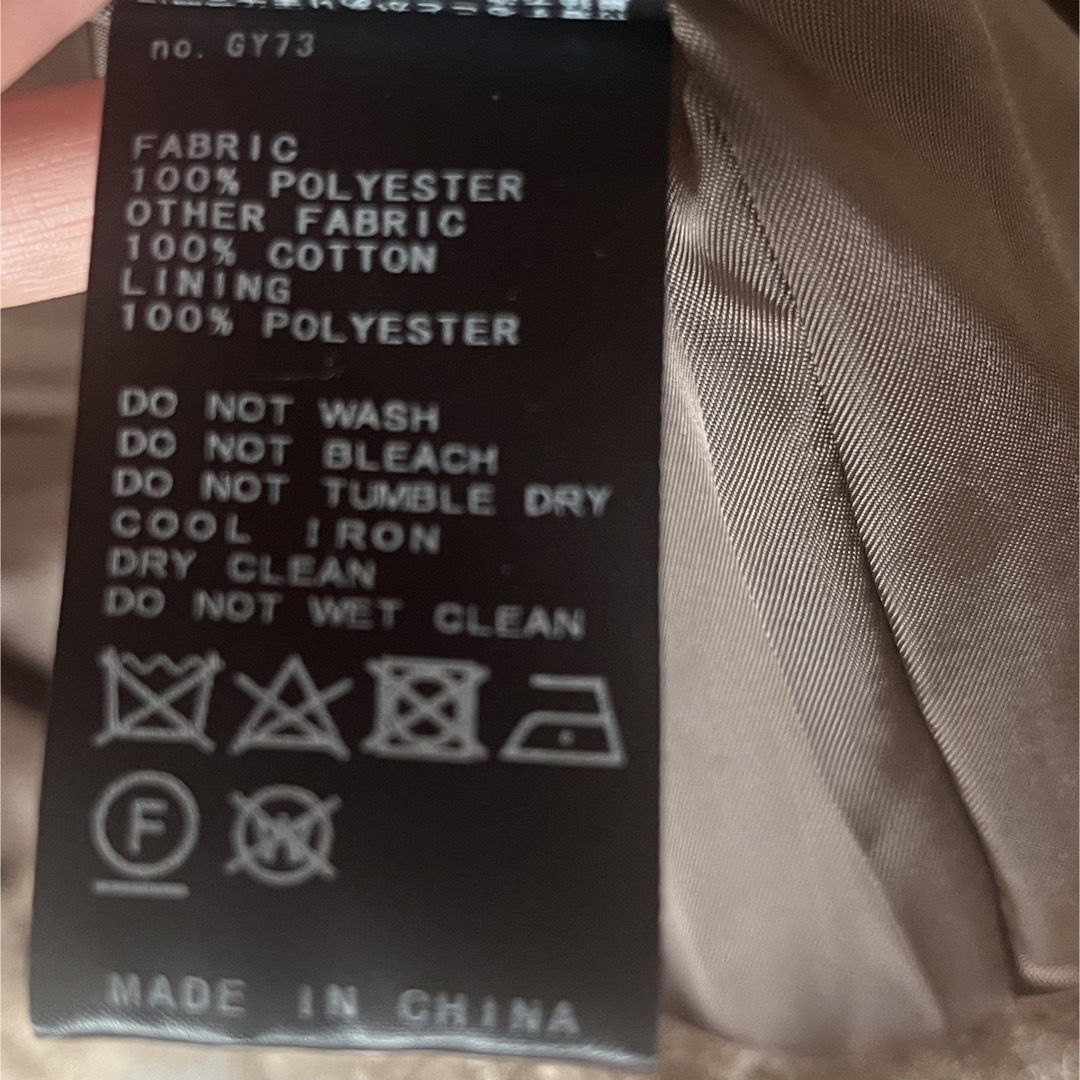 no. GY73
FABRIC
100% POLYESTER
OTHER FABRIC
100% COTTON
LINING
100% POLYESTER
DO NOT WASH
DO NOT BLEACH
DO NOT TUMBLE DRY
COOL IRON
DRY CLEAN
DO NOT WET CLEAN
F W
MADE IN CHINA